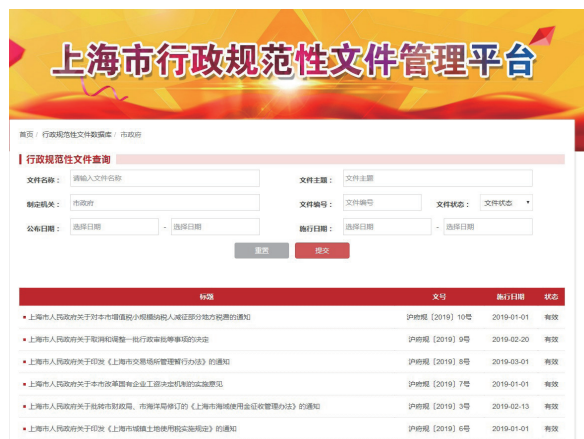 上海市行政规范性文件管理平台
首页 / 行政规范性文件数据库 / 市政府
行政规范性文件查询
文件名称： 请输入文件名称 文件主题： 文件主题
制定机关： 市政府 文件编号： 文件编号 文件状态： 文件状态
公布日期： 选择日期 - 选择日期 施行日期： 选择日期 - 选择日期
重置 提交
标题 文号 施行日期 状态
上海市人民政府关于对本市增值税小规模纳税人减征部分地方税费的通知 沪府规〔2019〕10号 2019-01-01 有效
上海市人民政府关于取消和调整一批行政审批等事项的决定 沪府规〔2019〕9号 2019-02-20 有效
上海市人民政府关于印发《上海市交易场所管理暂行办法》的通知 沪府规〔2019〕8号 2019-03-01 有效
上海市人民政府关于本市改革国有企业工资决定机制的实施意见 沪府规〔2019〕7号 2019-01-01 有效
上海市人民政府关于批转市财政局、市海洋局修订的《上海市海域使用金征收管理办法》的通知 沪府规〔2019〕3号 2019-02-13 有效
上海市人民政府关于印发《上海市城镇土地使用税实施规定》的通知 沪府规〔2019〕6号 2019-01-01 有效